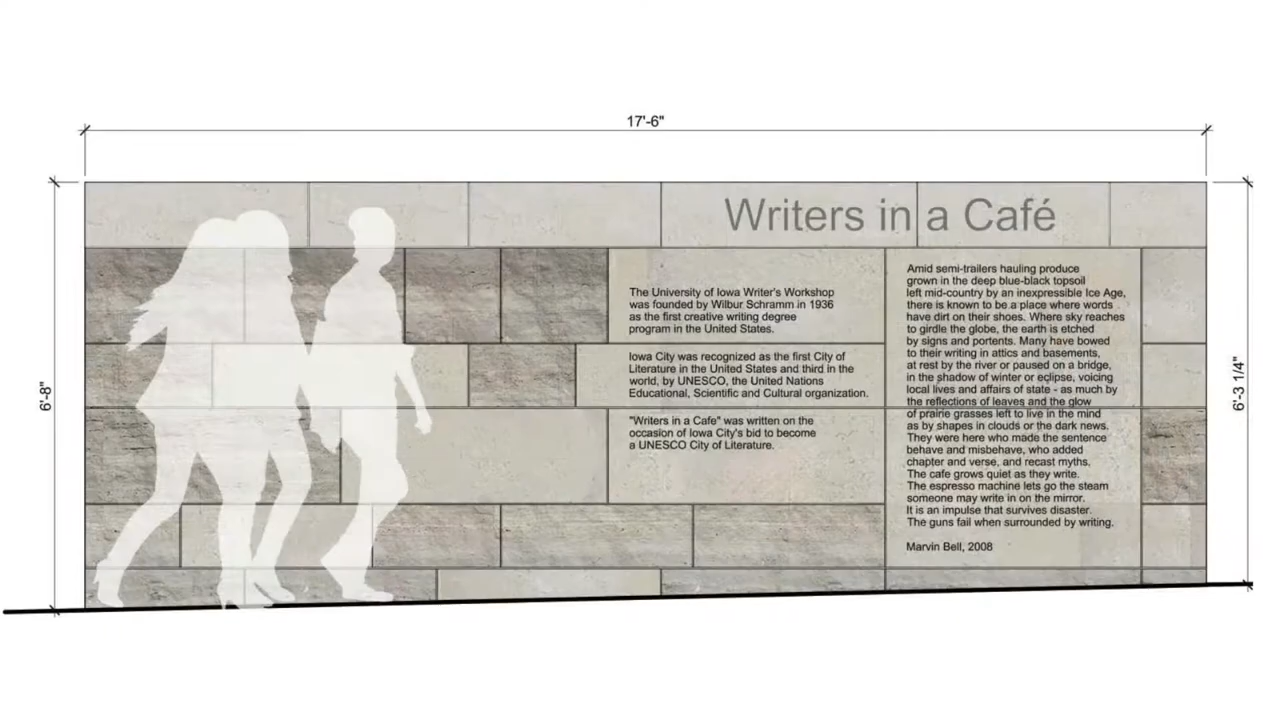 17'-6"
6'-8"
6'-3 1/4"
Writers in a Café
The University of Iowa Writer's Workshop
was founded by Wilbur Schramm in 1936
as the first creative writing degree
program in the United States.
Iowa City was recognized as the first City of
Literature in the United States and third in the
world, by UNESCO, the United Nations
Educational, Scientific and Cultural organization.
"Writers in a Cafe" was written on the
occasion of Iowa City's bid to become
a UNESCO City of Literature.
Amid semi-trailers hauling produce
grown in the deep blue-black topsoil
left mid-country by an inexpressible Ice Age,
there is known to be a place where words
have dirt on their shoes. Where sky reaches
to girdle the globe, the earth is etched
by signs and portents. Many have bowed
to their writing in attics and basements,
at rest by the river or paused on a bridge,
in the shadow of winter or eclipse, voicing
local lives and affairs of state - as much by
the reflections of leaves and the glow
of prairie grasses left to live in the mind
as by shapes in clouds or the dark news.
They were here who made the sentence
behave and misbehave, who added
chapter and verse, and recast myths.
The cafe grows quiet as they write.
The espresso machine lets go the steam
someone may write in on the mirror.
It is an impulse that survives disaster.
The guns fail when surrounded by writing.
Marvin Bell, 2008